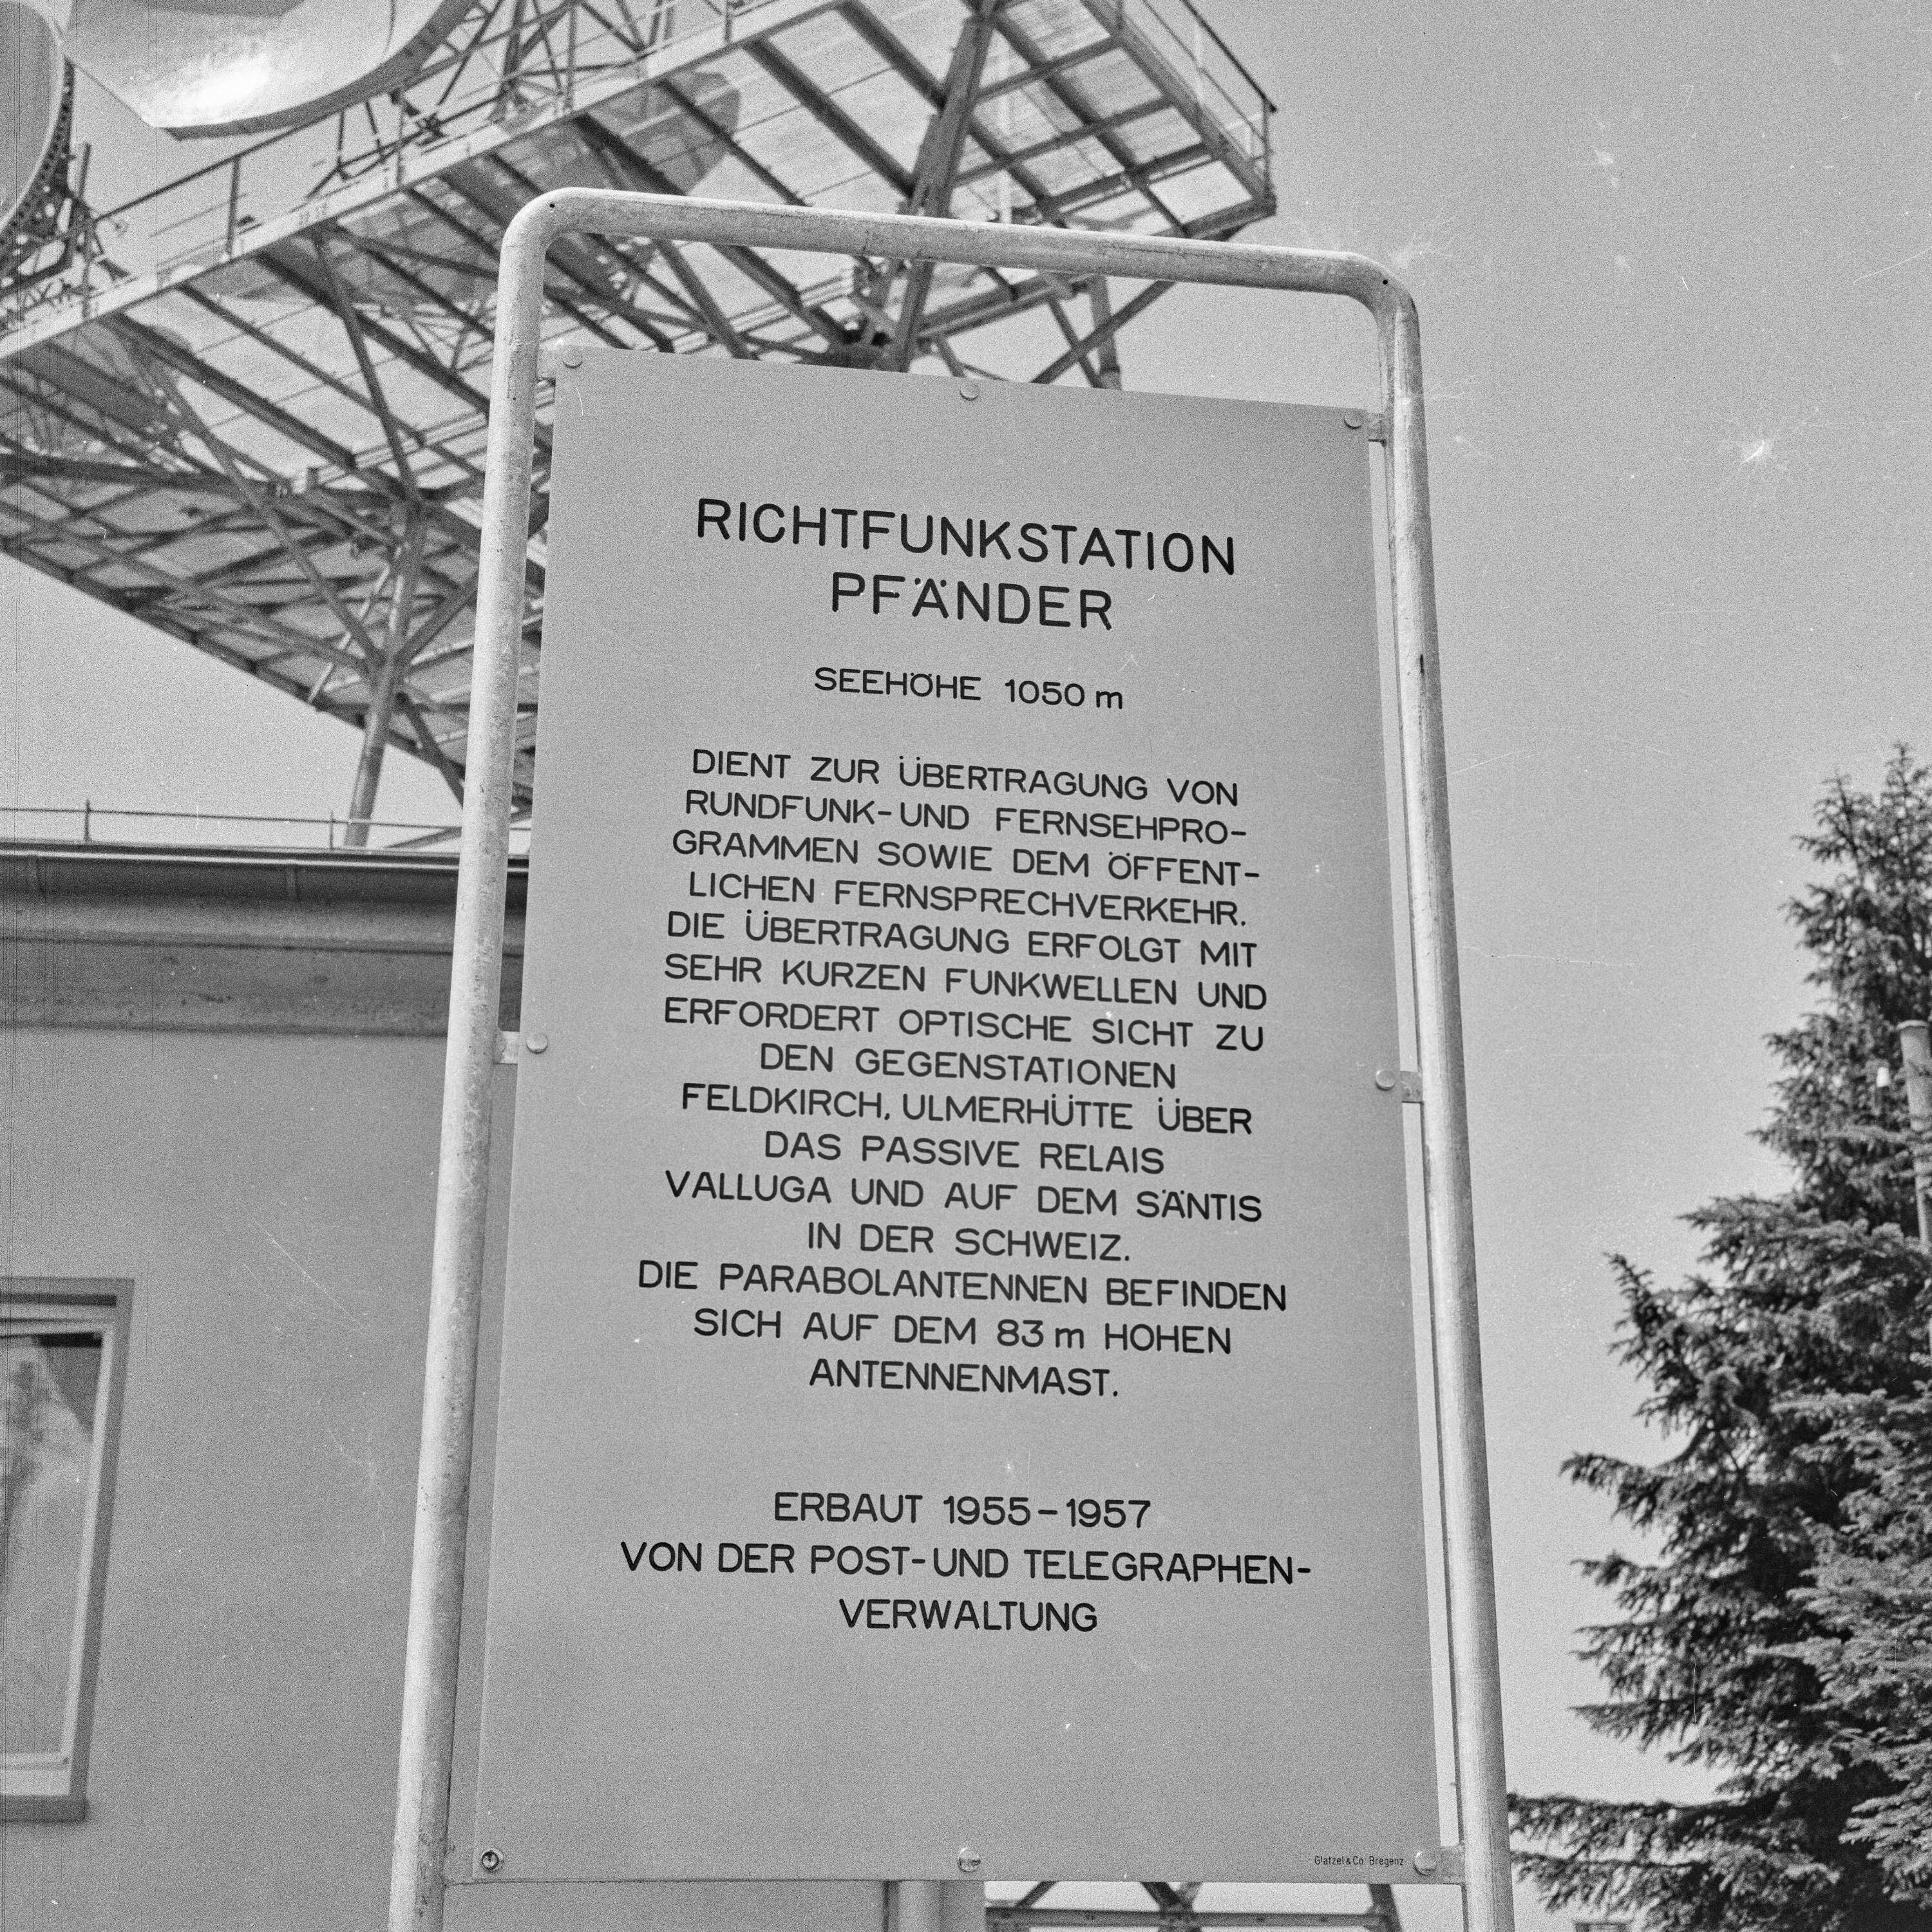 RICHTFUNKSTATION
PFÄNDER
SEEHÖHE 1050 m
DIENT ZUR ÜBERTRAGUNG VON
RUNDFUNK- UND FERNSEHPRO-
GRAMMEN SOWIE DEM ÖFFENT-
LICHEN FERNSPRECHVERKEHR.
DIE ÜBERTRAGUNG ERFOLGT MIT
SEHR KURZEN FUNKWELLEN UND
ERFORDERT OPTISCHE SICHT ZU
DEN GEGENSTATIONEN
FELDKIRCH, ULMERHÜTTE ÜBER
DAS PASSIVE RELAIS
VALLUGA UND AUF DEM SÄNTIS
IN DER SCHWEIZ.
DIE PARABOLANTENNEN BEFINDEN
SICH AUF DEM 83 m HOHEN
ANTENNENMAST.
ERBAUT 1955-1957
VON DER POST- UND TELEGRAPHEN-
VERWALTUNG
Glatzel & Co. Bregenz